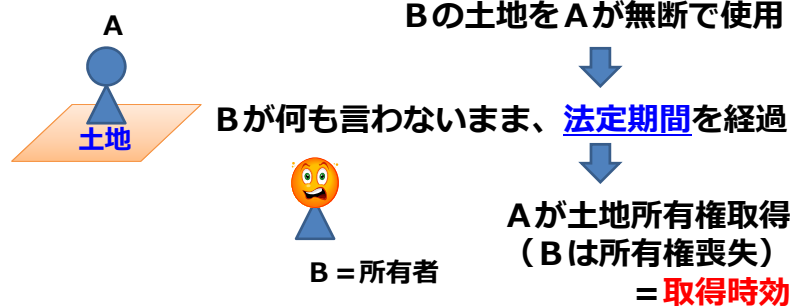 Ｂの土地をＡが無断で使用
A
Ｂが何も言わないまま、法定期間を経過
土地
Ａが土地所有権取得
（Ｂは所有権喪失）
＝取得時効
B＝所有者